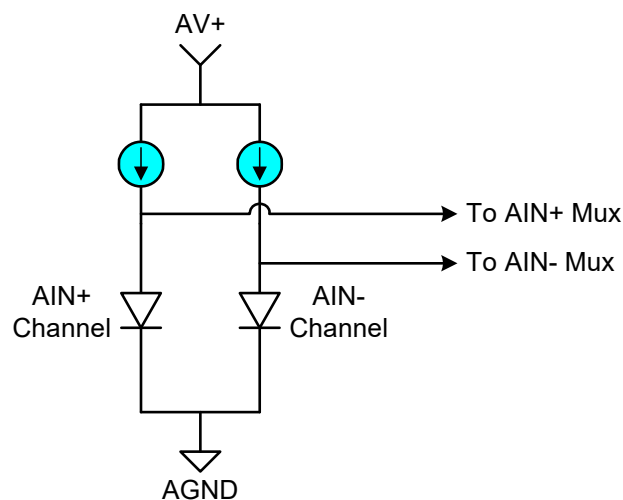 AV+
To AIN+ Mux
To AIN- Mux
AIN+
Channel
AIN-
Channel
AGND